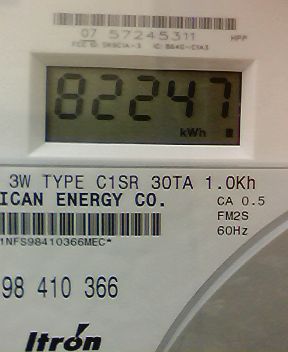 07 57245311 HPP
82247
kWh
3W TYPE C1SR 30TA 1.0Kh
ICAN ENERGY CO.
CA 0.5
FM2S
60Hz
1NFS98410366MEC*
98 410 366
Itron